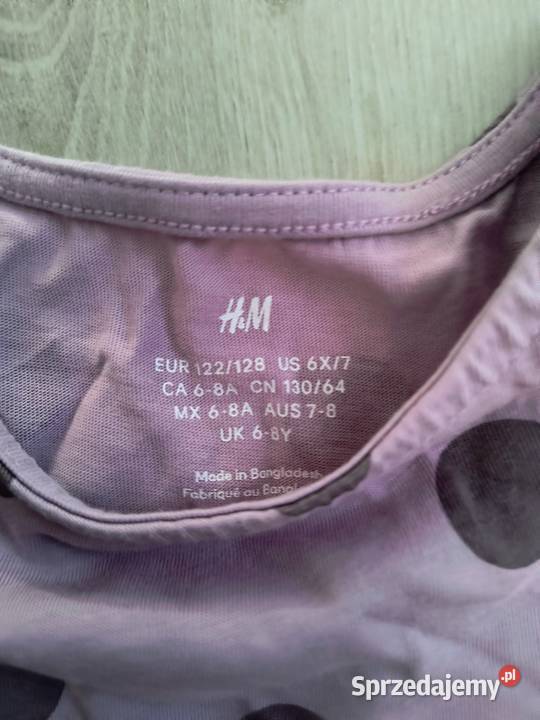 H&M
EUR 122/128 US 6X/7
CA 6-8A CN 130/64
MX 6-8A AUS 7-8
UK 6-8Y
Made in Bangladesh
Fabriqué au
Sprzedajemy.pl